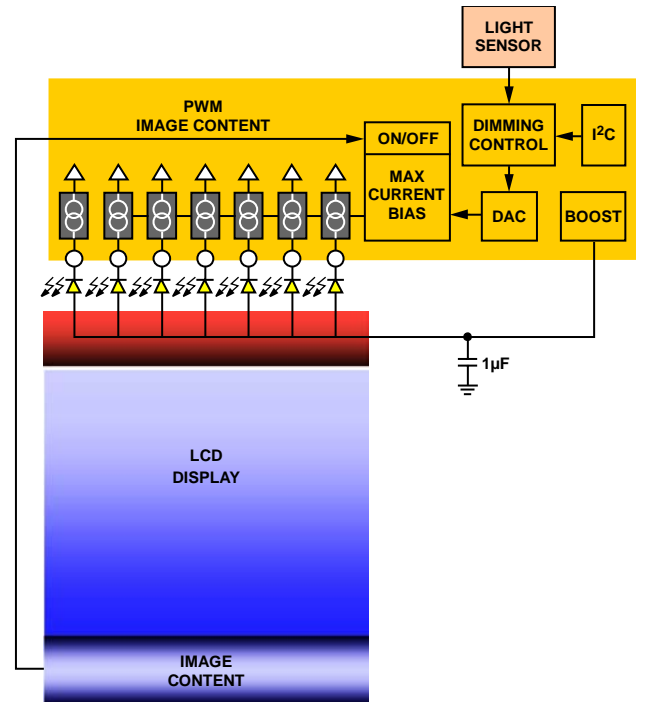 LIGHT
SENSOR
PWM
IMAGE CONTENT
ON/OFF
DIMMING
CONTROL
I²C
MAX
CURRENT
BIAS
DAC
BOOST
1µF
LCD
DISPLAY
IMAGE
CONTENT